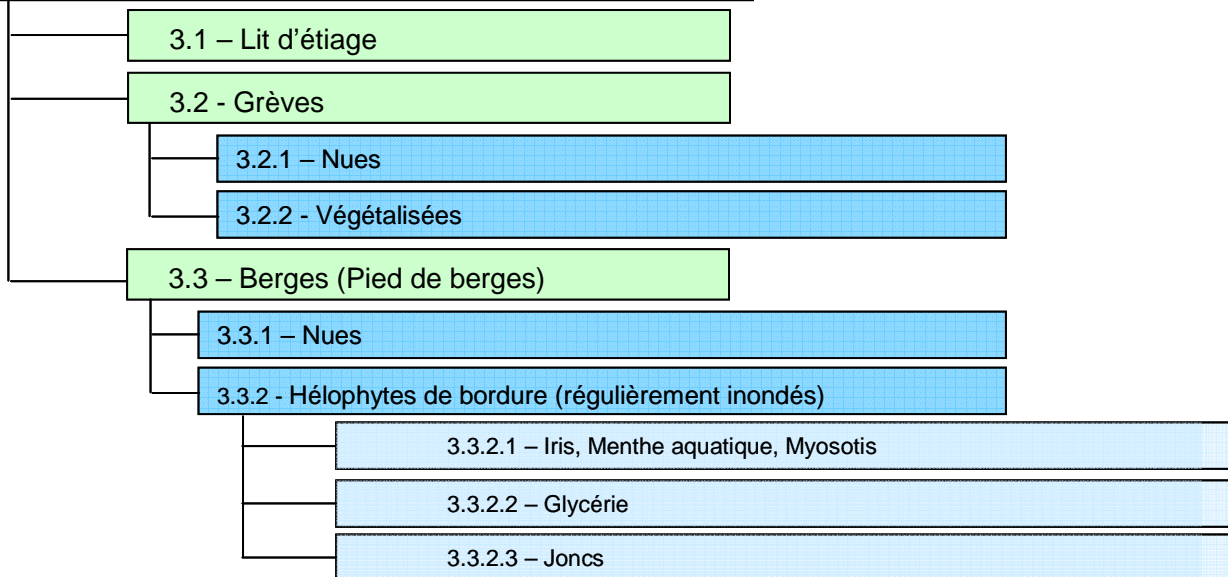 3.1 – Lit d'étiage
3.2 - Grèves
3.2.1 – Nues
3.2.2 - Végétalisées
3.3 – Berges (Pied de berges)
3.3.1 – Nues
3.3.2 - Hélophytes de bordure (régulièrement inondés)
3.3.2.1 – Iris, Menthe aquatique, Myosotis
3.3.2.2 – Glycérie
3.3.2.3 – Joncs